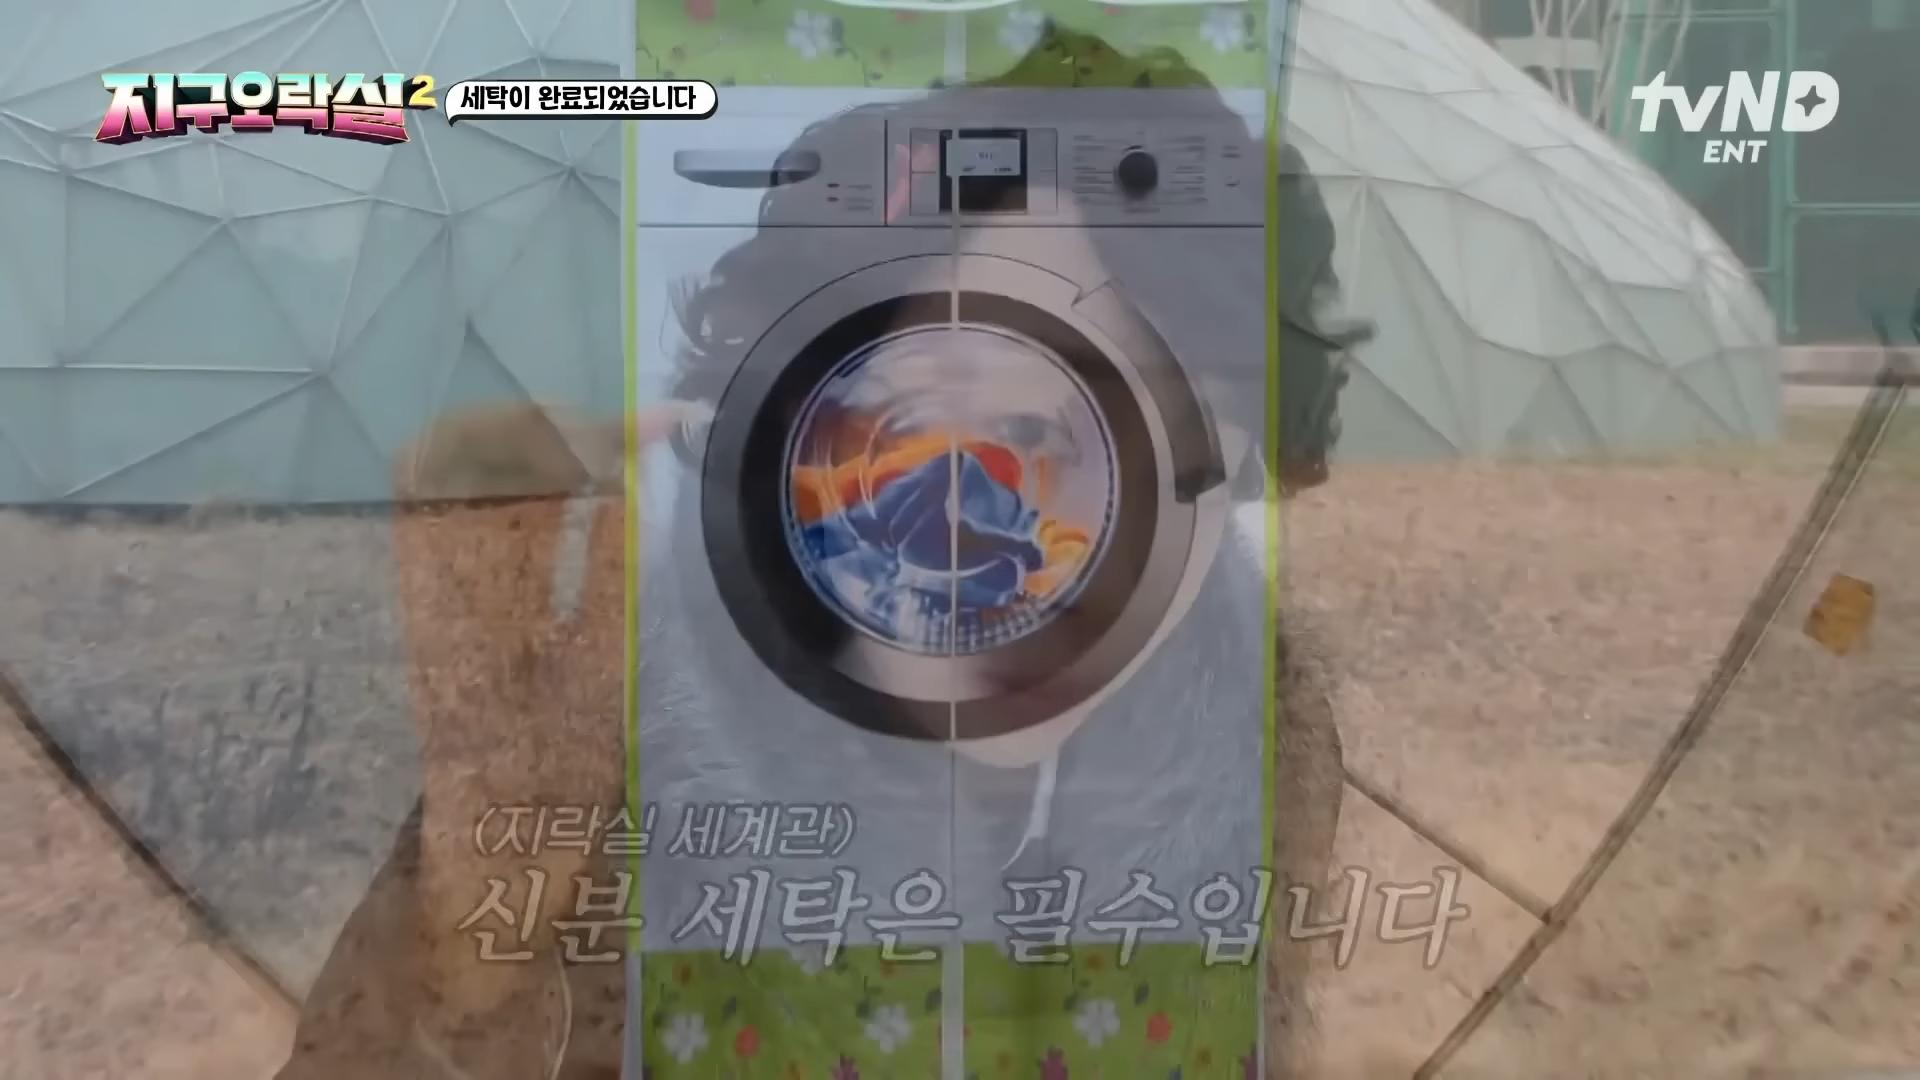 지구오락실2
세탁이 완료되었습니다
tvND
ENT
(지락실 세계관)
신분 세탁은 필수입니다